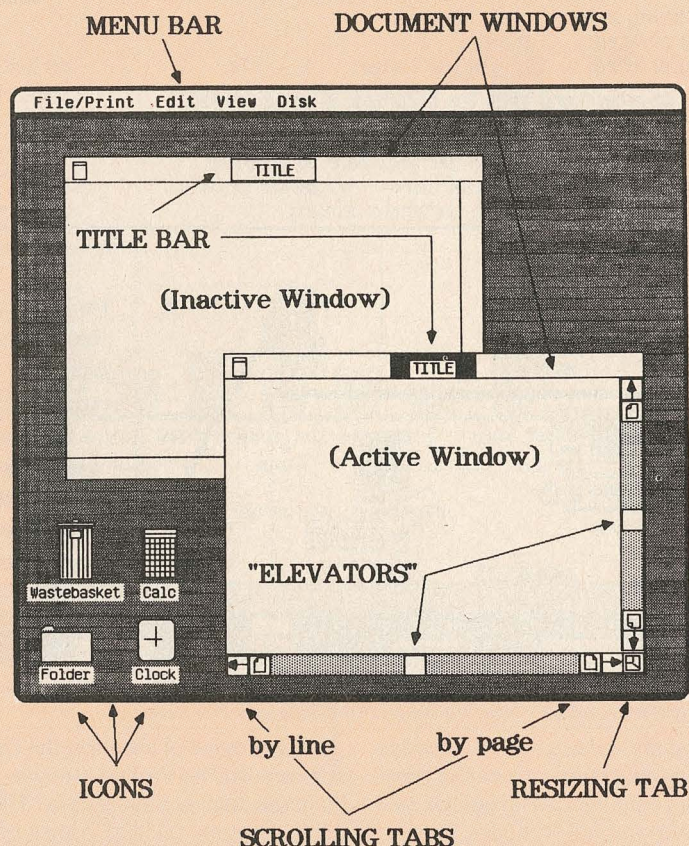 MENU BAR
DOCUMENT WINDOWS
File/Print Edit View Disk
TITLE
TITLE BAR
(Inactive Window)
TITLE
(Active Window)
"ELEVATORS"
Wastebasket Calc
Folder Clock
by line
by page
ICONS
RESIZING TAB
SCROLLING TABS